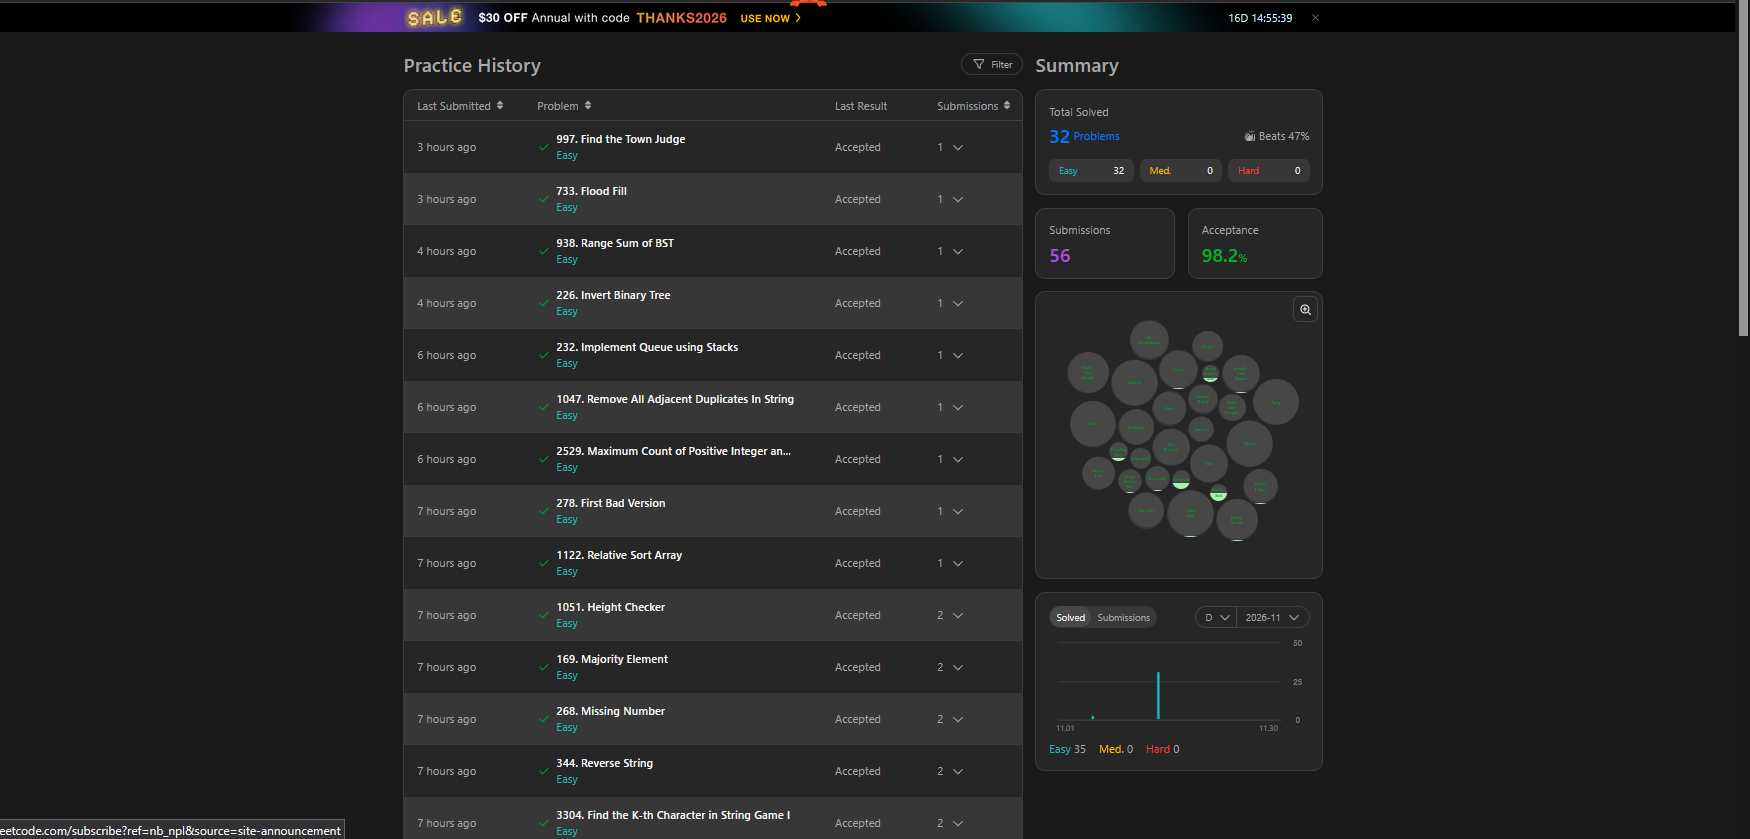 SALE $30 OFF Annual with code THANKS2026 USE NOW 16D 14:55:39
Practice History
Filter
Last Submitted Problem Last Result Submissions
3 hours ago 997. Find the Town Judge Easy Accepted 1
3 hours ago 733. Flood Fill Easy Accepted 1
4 hours ago 938. Range Sum of BST Easy Accepted 1
4 hours ago 226. Invert Binary Tree Easy Accepted 1
6 hours ago 232. Implement Queue using Stacks Easy Accepted 1
6 hours ago 1047. Remove All Adjacent Duplicates In String Easy Accepted 1
6 hours ago 2529. Maximum Count of Positive Integer an... Easy Accepted 1
7 hours ago 278. First Bad Version Easy Accepted 1
7 hours ago 1122. Relative Sort Array Easy Accepted 1
7 hours ago 1051. Height Checker Easy Accepted 2
7 hours ago 169. Majority Element Easy Accepted 2
7 hours ago 268. Missing Number Easy Accepted 2
7 hours ago 344. Reverse String Easy Accepted 2
7 hours ago 3304. Find the K-th Character in String Game I Easy Accepted 2
Summary
Total Solved
32 Problems Beats 47%
Easy 32 Med. 0 Hard 0
Submissions
56
Acceptance
98.2%
Solved Submissions D 2026-11
50
25
0
11.01 11.30
Easy 35 Med. 0 Hard 0
eetcode.com/subscribe?ref=nb_npl&source=site-announcement